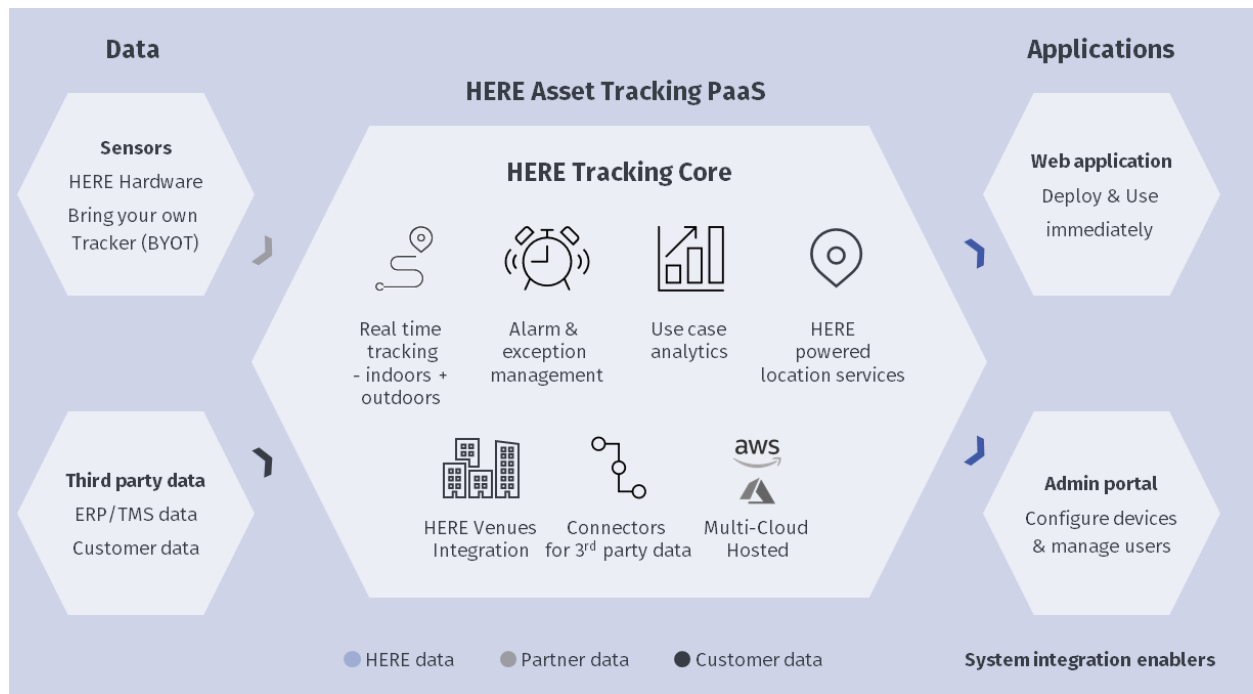 Data
Applications
HERE Asset Tracking PaaS
Sensors
HERE Hardware
Bring your own
Tracker (BYOT)
Third party data
ERP/TMS data
Customer data
HERE Tracking Core
Real time
tracking
- indoors +
outdoors
Alarm &
exception
management
Use case
analytics
HERE
powered
location services
HERE Venues
Integration
Connectors
for 3rd party data
aws
Multi-Cloud
Hosted
Web application
Deploy & Use
immediately
Admin portal
Configure devices
& manage users
HERE data
Partner data
Customer data
System integration enablers